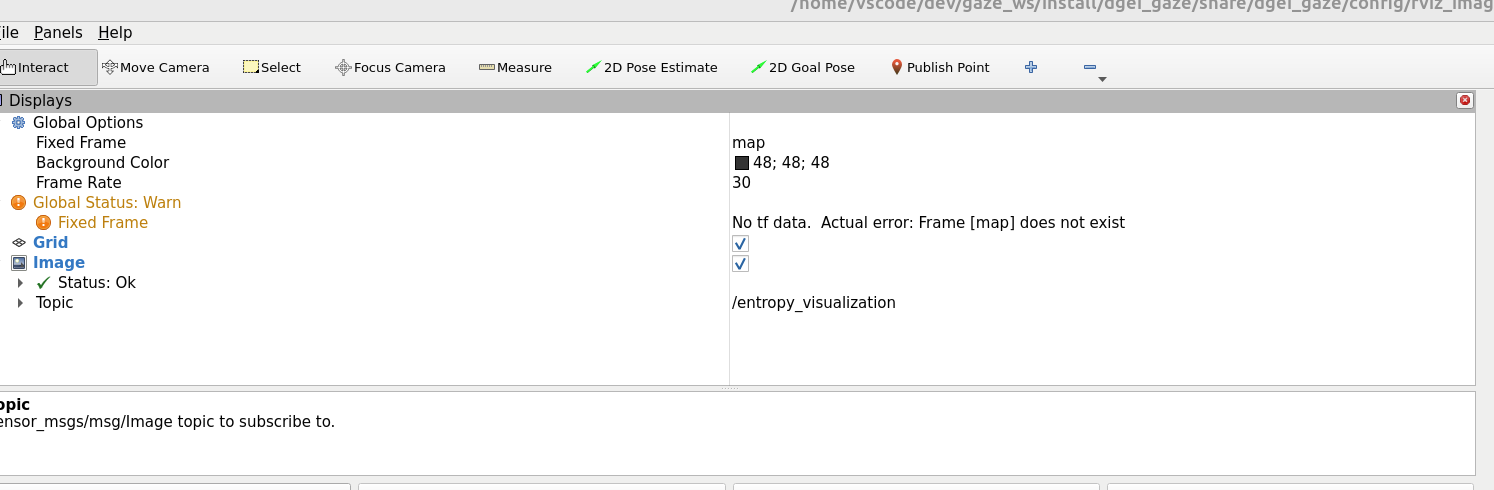 /home/vscode/dev/gaze_ws/install/dgei_gaze/share/dgei_gaze/config/rviz_imag
ile Panels Help
Interact Move Camera Select Focus Camera Measure 2D Pose Estimate 2D Goal Pose Publish Point
Displays
Global Options
Fixed Frame map
Background Color 48; 48; 48
Frame Rate 30
Global Status: Warn
Fixed Frame No tf data.  Actual error: Frame [map] does not exist
Grid
Image
Status: Ok
Topic /entropy_visualization
opic
ensor_msgs/msg/Image topic to subscribe to.